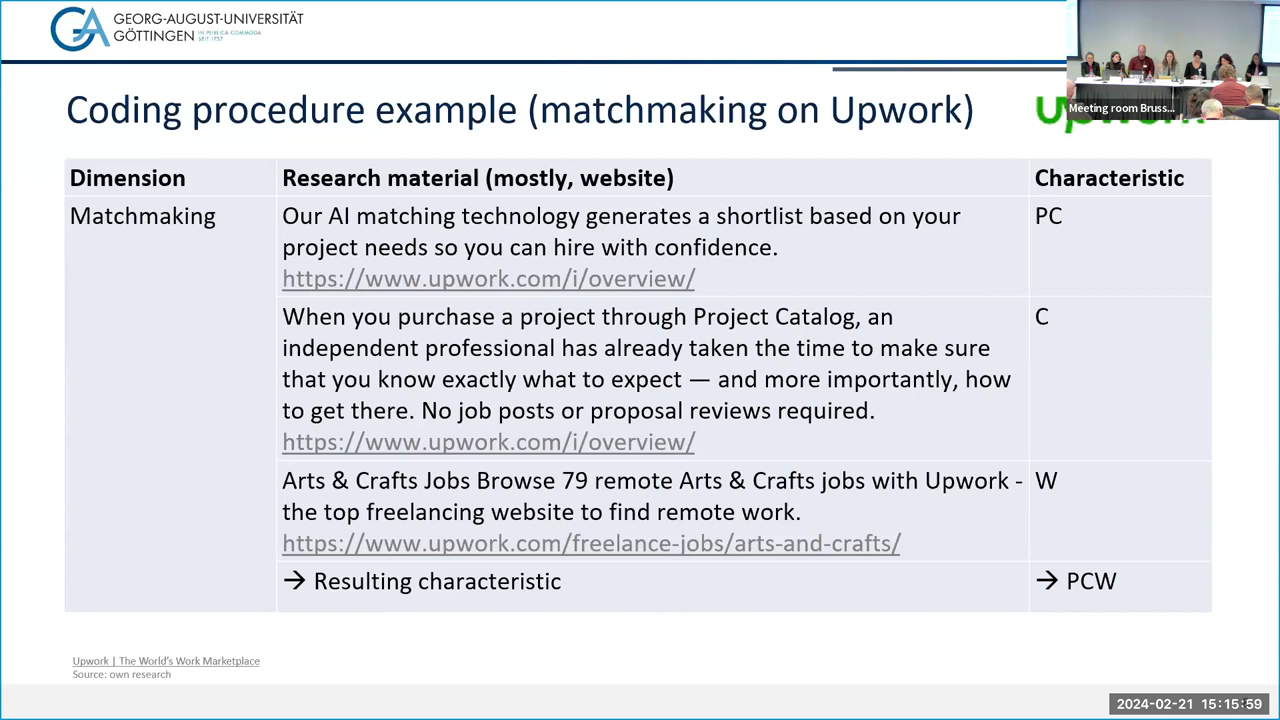 GEORG-AUGUST-UNIVERSITÄT
GÖTTINGEN IN PUBLICA COMMODA
SEIT 1737
Meeting room Bruss...
Coding procedure example (matchmaking on Upwork)
Dimension
Research material (mostly, website)
Characteristic
Matchmaking
Our AI matching technology generates a shortlist based on your
project needs so you can hire with confidence.
https://www.upwork.com/i/overview/
PC
When you purchase a project through Project Catalog, an
independent professional has already taken the time to make sure
that you know exactly what to expect — and more importantly, how
to get there. No job posts or proposal reviews required.
https://www.upwork.com/i/overview/
C
Arts & Crafts Jobs Browse 79 remote Arts & Crafts jobs with Upwork -
the top freelancing website to find remote work.
https://www.upwork.com/freelance-jobs/arts-and-crafts/
W
→ Resulting characteristic
→ PCW
Upwork | The World's Work Marketplace
Source: own research
2024-02-21 15:15:59